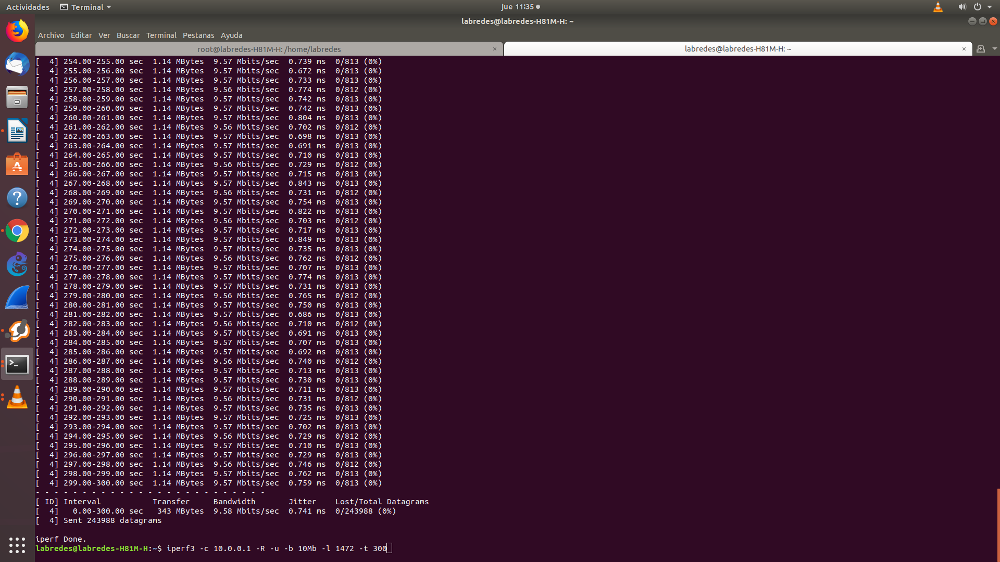 Actividades Terminal jue 11:35
labredes@labredes-H81M-H: ~
Archivo Editar Ver Buscar Terminal Pestañas Ayuda
root@labredes-H81M-H: /home/labredes × labredes@labredes-H81M-H: ~ ×
[  4] 254.00-255.00 sec  1.14 MBytes  9.57 Mbits/sec  0.739 ms  0/813 (0%)
[  4] 255.00-256.00 sec  1.14 MBytes  9.57 Mbits/sec  0.672 ms  0/813 (0%)
[  4] 256.00-257.00 sec  1.14 MBytes  9.57 Mbits/sec  0.733 ms  0/813 (0%)
[  4] 257.00-258.00 sec  1.14 MBytes  9.56 Mbits/sec  0.774 ms  0/812 (0%)
[  4] 258.00-259.00 sec  1.14 MBytes  9.57 Mbits/sec  0.742 ms  0/813 (0%)
[  4] 259.00-260.00 sec  1.14 MBytes  9.57 Mbits/sec  0.742 ms  0/813 (0%)
[  4] 260.00-261.00 sec  1.14 MBytes  9.57 Mbits/sec  0.804 ms  0/813 (0%)
[  4] 261.00-262.00 sec  1.14 MBytes  9.56 Mbits/sec  0.702 ms  0/812 (0%)
[  4] 262.00-263.00 sec  1.14 MBytes  9.57 Mbits/sec  0.698 ms  0/813 (0%)
[  4] 263.00-264.00 sec  1.14 MBytes  9.57 Mbits/sec  0.691 ms  0/813 (0%)
[  4] 264.00-265.00 sec  1.14 MBytes  9.57 Mbits/sec  0.710 ms  0/813 (0%)
[  4] 265.00-266.00 sec  1.14 MBytes  9.56 Mbits/sec  0.729 ms  0/812 (0%)
[  4] 266.00-267.00 sec  1.14 MBytes  9.57 Mbits/sec  0.715 ms  0/813 (0%)
[  4] 267.00-268.00 sec  1.14 MBytes  9.57 Mbits/sec  0.843 ms  0/813 (0%)
[  4] 268.00-269.00 sec  1.14 MBytes  9.56 Mbits/sec  0.731 ms  0/812 (0%)
[  4] 269.00-270.00 sec  1.14 MBytes  9.57 Mbits/sec  0.754 ms  0/813 (0%)
[  4] 270.00-271.00 sec  1.14 MBytes  9.57 Mbits/sec  0.822 ms  0/813 (0%)
[  4] 271.00-272.00 sec  1.14 MBytes  9.56 Mbits/sec  0.703 ms  0/812 (0%)
[  4] 272.00-273.00 sec  1.14 MBytes  9.57 Mbits/sec  0.717 ms  0/813 (0%)
[  4] 273.00-274.00 sec  1.14 MBytes  9.57 Mbits/sec  0.849 ms  0/813 (0%)
[  4] 274.00-275.00 sec  1.14 MBytes  9.57 Mbits/sec  0.735 ms  0/813 (0%)
[  4] 275.00-276.00 sec  1.14 MBytes  9.56 Mbits/sec  0.762 ms  0/812 (0%)
[  4] 276.00-277.00 sec  1.14 MBytes  9.57 Mbits/sec  0.707 ms  0/813 (0%)
[  4] 277.00-278.00 sec  1.14 MBytes  9.57 Mbits/sec  0.774 ms  0/813 (0%)
[  4] 278.00-279.00 sec  1.14 MBytes  9.57 Mbits/sec  0.731 ms  0/813 (0%)
[  4] 279.00-280.00 sec  1.14 MBytes  9.56 Mbits/sec  0.765 ms  0/812 (0%)
[  4] 280.00-281.00 sec  1.14 MBytes  9.57 Mbits/sec  0.750 ms  0/813 (0%)
[  4] 281.00-282.00 sec  1.14 MBytes  9.57 Mbits/sec  0.686 ms  0/813 (0%)
[  4] 282.00-283.00 sec  1.14 MBytes  9.56 Mbits/sec  0.710 ms  0/812 (0%)
[  4] 283.00-284.00 sec  1.14 MBytes  9.57 Mbits/sec  0.691 ms  0/813 (0%)
[  4] 284.00-285.00 sec  1.14 MBytes  9.57 Mbits/sec  0.707 ms  0/813 (0%)
[  4] 285.00-286.00 sec  1.14 MBytes  9.57 Mbits/sec  0.692 ms  0/813 (0%)
[  4] 286.00-287.00 sec  1.14 MBytes  9.56 Mbits/sec  0.740 ms  0/812 (0%)
[  4] 287.00-288.00 sec  1.14 MBytes  9.57 Mbits/sec  0.713 ms  0/813 (0%)
[  4] 288.00-289.00 sec  1.14 MBytes  9.57 Mbits/sec  0.730 ms  0/813 (0%)
[  4] 289.00-290.00 sec  1.14 MBytes  9.57 Mbits/sec  0.711 ms  0/813 (0%)
[  4] 290.00-291.00 sec  1.14 MBytes  9.56 Mbits/sec  0.731 ms  0/812 (0%)
[  4] 291.00-292.00 sec  1.14 MBytes  9.57 Mbits/sec  0.735 ms  0/813 (0%)
[  4] 292.00-293.00 sec  1.14 MBytes  9.57 Mbits/sec  0.725 ms  0/813 (0%)
[  4] 293.00-294.00 sec  1.14 MBytes  9.57 Mbits/sec  0.702 ms  0/813 (0%)
[  4] 294.00-295.00 sec  1.14 MBytes  9.56 Mbits/sec  0.729 ms  0/812 (0%)
[  4] 295.00-296.00 sec  1.14 MBytes  9.57 Mbits/sec  0.710 ms  0/813 (0%)
[  4] 296.00-297.00 sec  1.14 MBytes  9.57 Mbits/sec  0.729 ms  0/813 (0%)
[  4] 297.00-298.00 sec  1.14 MBytes  9.56 Mbits/sec  0.746 ms  0/812 (0%)
[  4] 298.00-299.00 sec  1.14 MBytes  9.57 Mbits/sec  0.762 ms  0/813 (0%)
[  4] 299.00-300.00 sec  1.14 MBytes  9.57 Mbits/sec  0.759 ms  0/813 (0%)
- - - - - - - - - - - - - - - - - - - - - - - - -
[ ID] Interval           Transfer     Bandwidth       Jitter    Lost/Total Datagrams
[  4]   0.00-300.00 sec   343 MBytes  9.58 Mbits/sec  0.741 ms  0/243988 (0%)
[  4] Sent 243988 datagrams
iperf Done.
labredes@labredes-H81M-H:~$ iperf3 -c 10.0.0.1 -R -u -b 10Mb -l 1472 -t 300